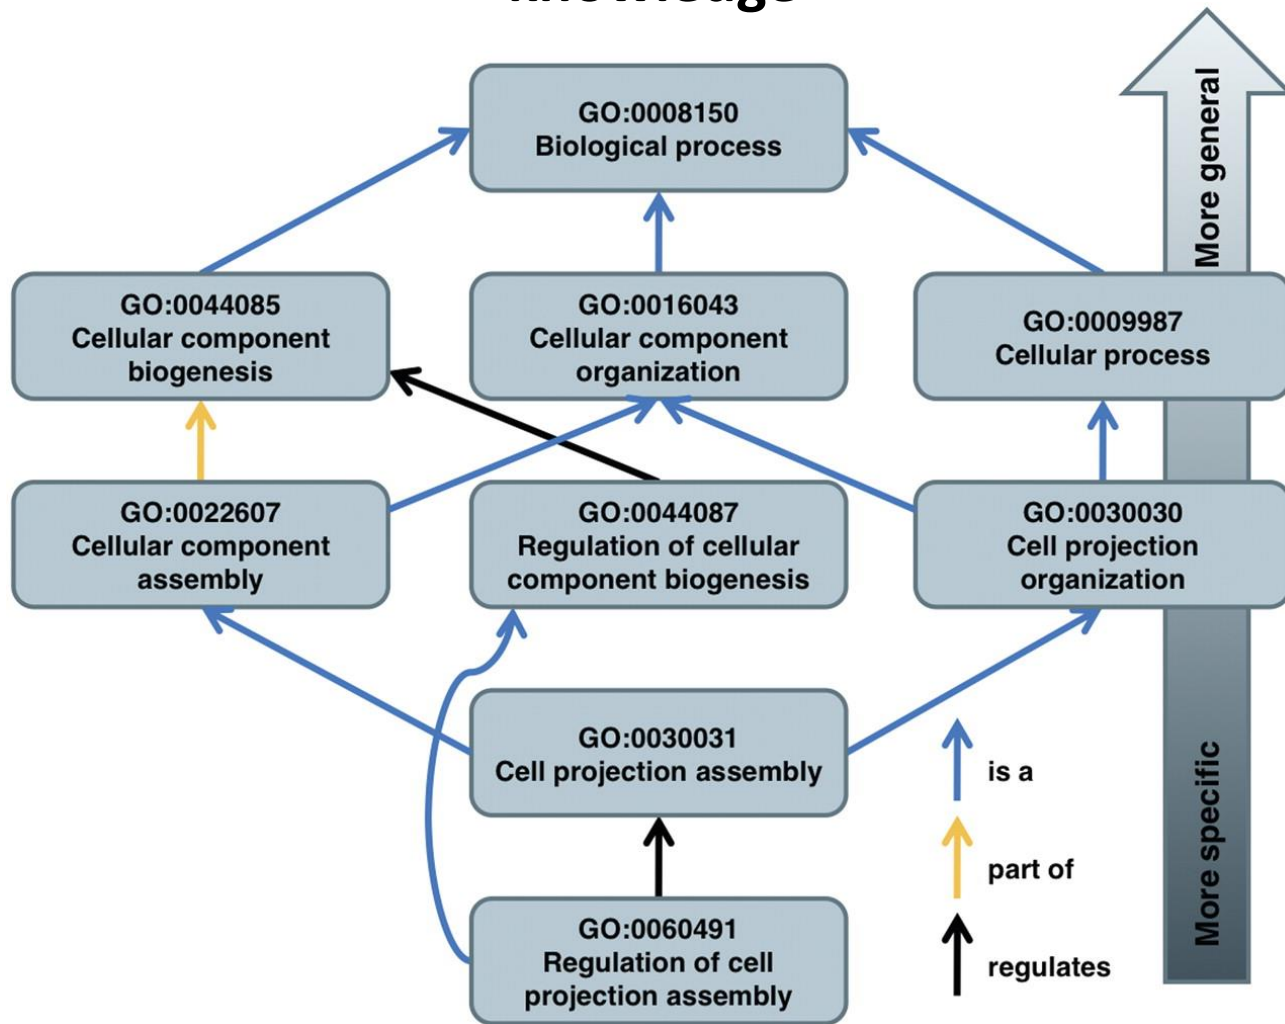 knowledge
GO:0008150
Biological process
More general
GO:0044085
Cellular component
biogenesis
GO:0016043
Cellular component
organization
GO:0009987
Cellular process
GO:0022607
Cellular component
assembly
GO:0044087
Regulation of cellular
component biogenesis
GO:0030030
Cell projection
organization
GO:0030031
Cell projection assembly
is a
part of
regulates
More specific
GO:0060491
Regulation of cell
projection assembly